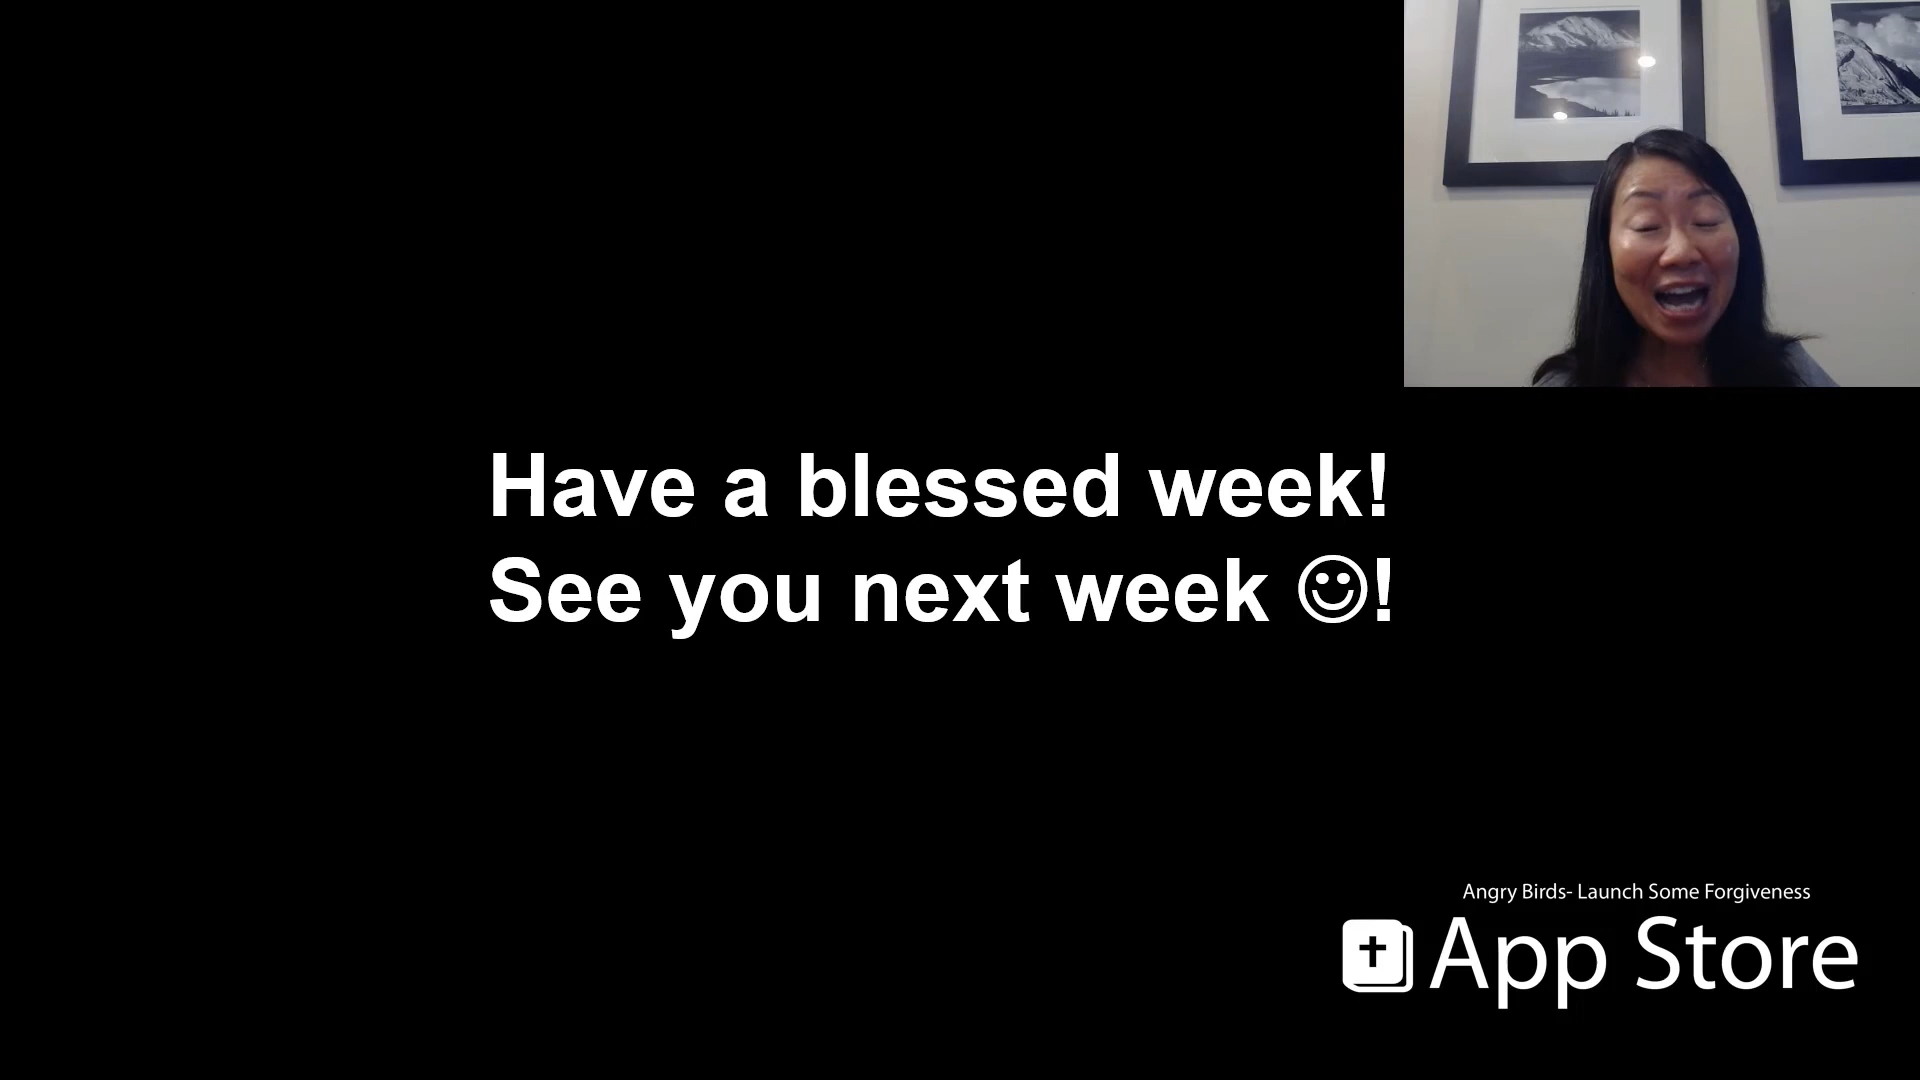 Have a blessed week!
See you next week ☺!
Angry Birds- Launch Some Forgiveness
App Store